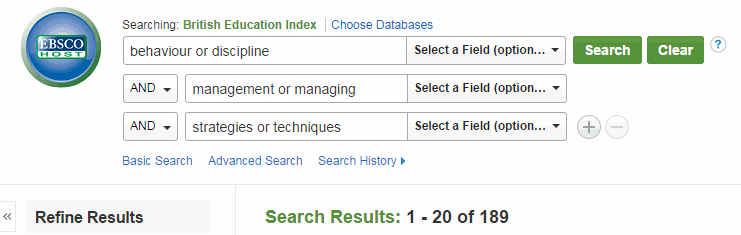 Searching: British Education Index | Choose Databases
EBSCO
HOST
behaviour or discipline Select a Field (option... Search Clear ?
AND management or managing Select a Field (option...
AND strategies or techniques Select a Field (option...
Basic Search Advanced Search Search History
« Refine Results Search Results: 1 - 20 of 189